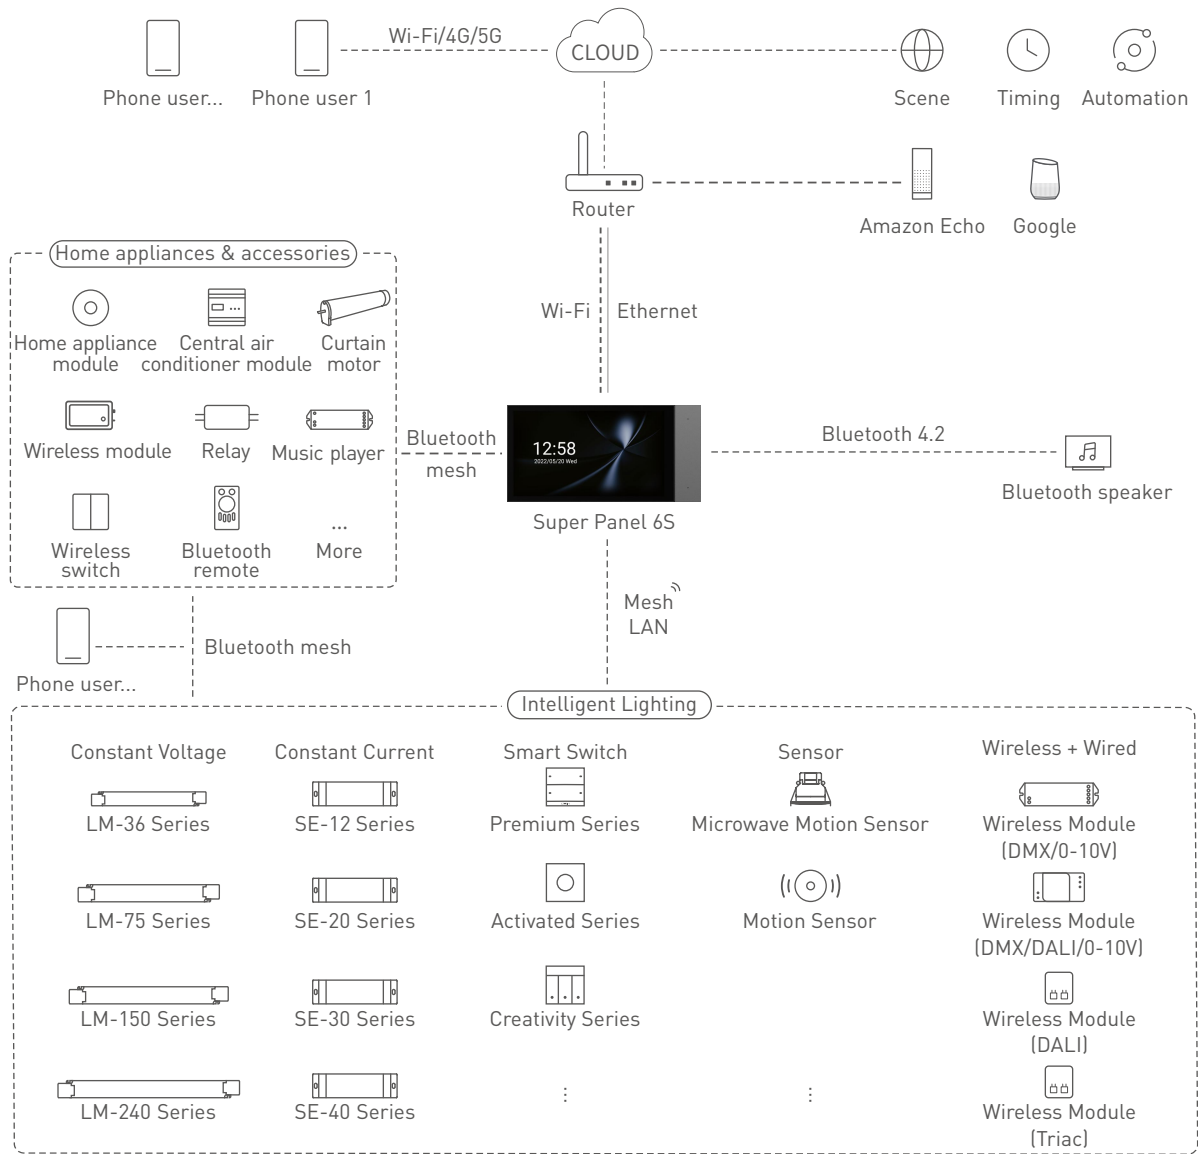 Wi-Fi/4G/5G
CLOUD
Phone user...
Phone user 1
Scene
Timing
Automation
Router
Amazon Echo
Google
Home appliances & accessories
Wi-Fi
Ethernet
Home appliance
module
Central air
conditioner module
Curtain
motor
Wireless module
Relay
Music player
Wireless
switch
Bluetooth
remote
...
More
Bluetooth
mesh
12:58
2022/05/20 Wed
Super Panel 6S
Bluetooth 4.2
Bluetooth speaker
Mesh
LAN
Phone user...
Bluetooth mesh
Intelligent Lighting
Constant Voltage
LM-36 Series
LM-75 Series
LM-150 Series
LM-240 Series
Constant Current
SE-12 Series
SE-20 Series
SE-30 Series
SE-40 Series
Smart Switch
Premium Series
Activated Series
Creativity Series
⋮
Sensor
Microwave Motion Sensor
Motion Sensor
⋮
Wireless + Wired
Wireless Module
(DMX/0-10V)
Wireless Module
(DMX/DALI/0-10V)
Wireless Module
(DALI)
Wireless Module
(Triac)